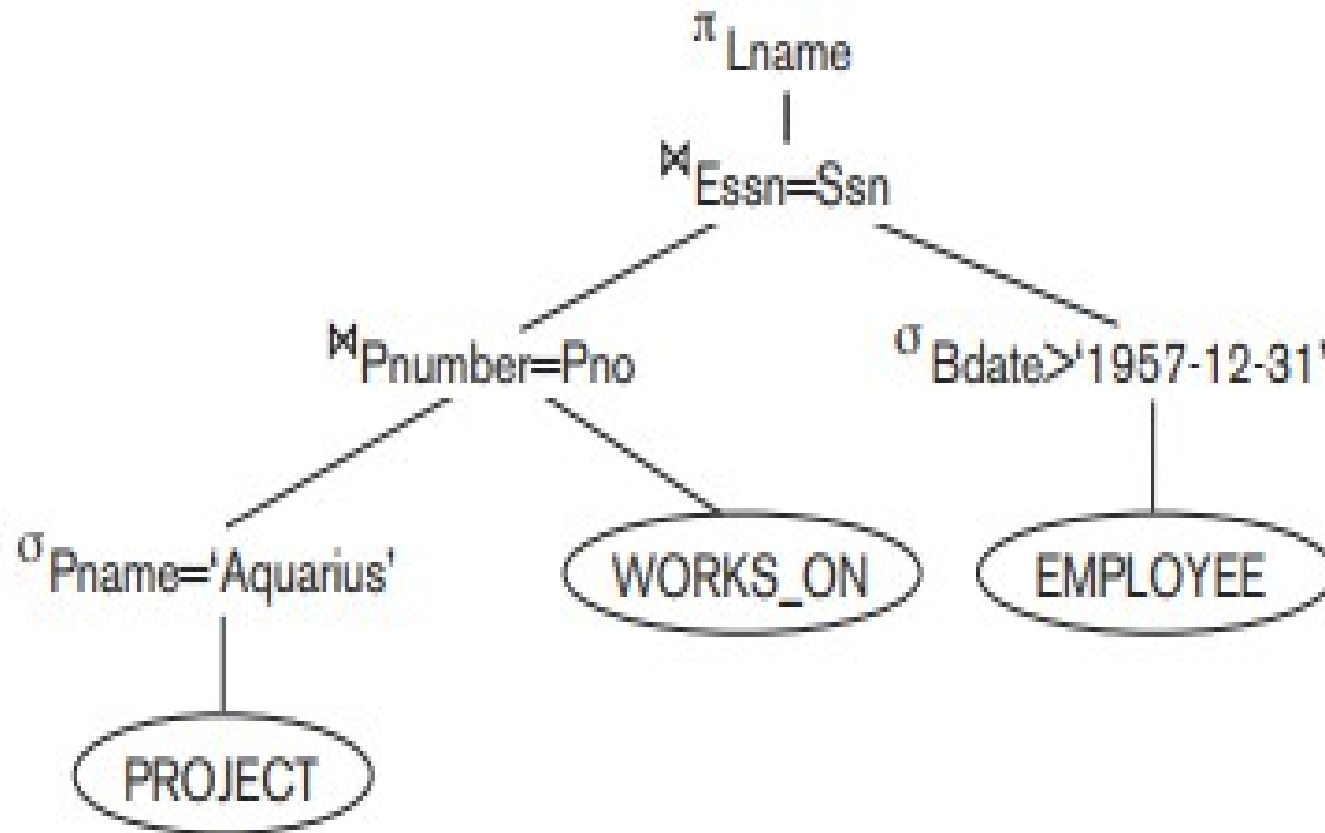 π Lname
⋈ Essn=Ssn
⋈ Pnumber=Pno
σ Bdate>'1957-12-31'
σ Pname='Aquarius'
WORKS_ON
EMPLOYEE
PROJECT